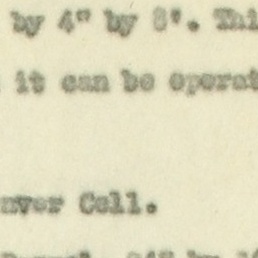 by 4" by 8". Thi
it can be operat
nver Cell.